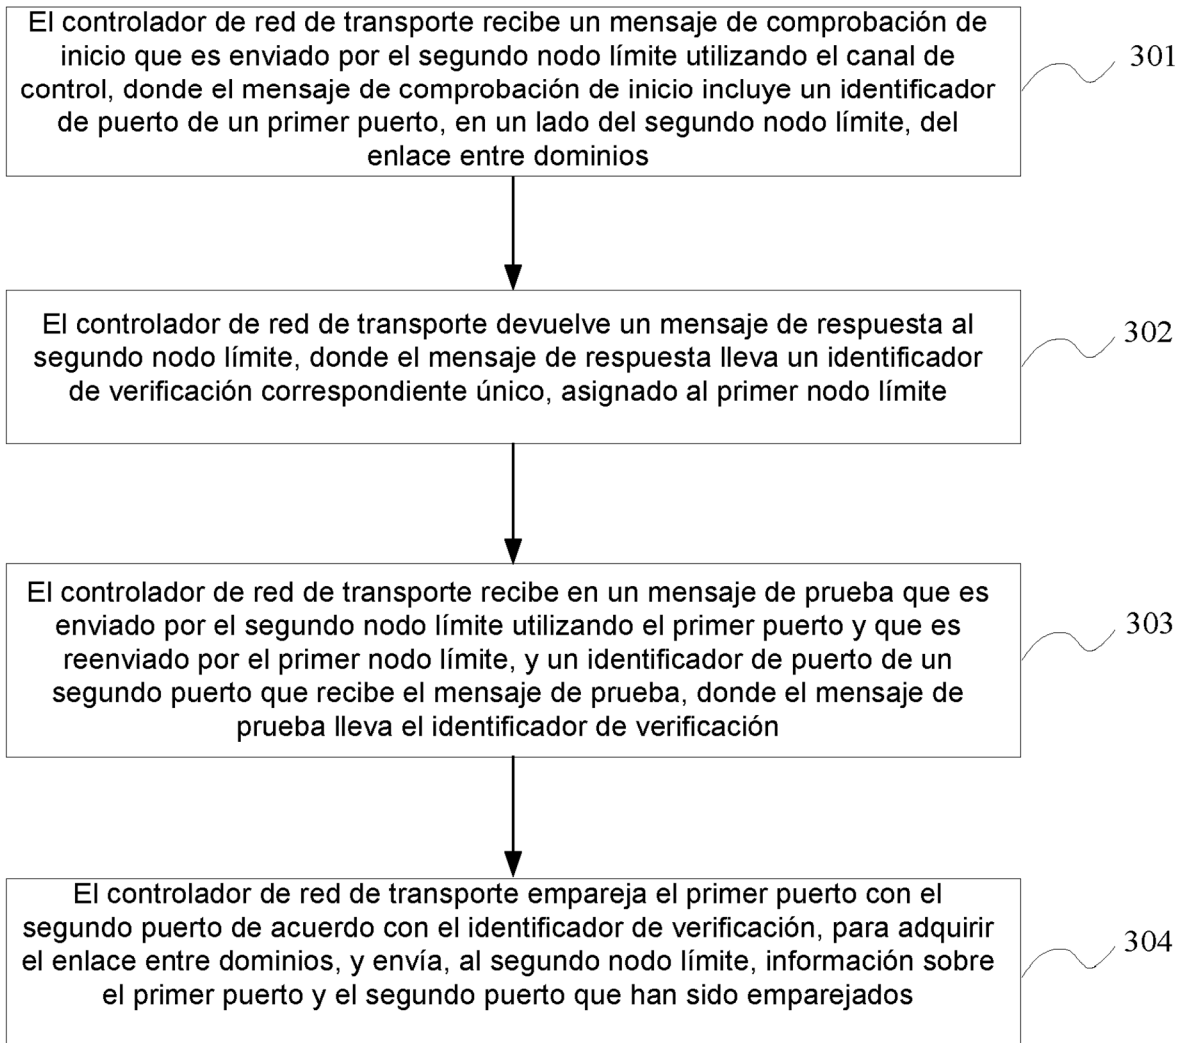 El controlador de red de transporte recibe un mensaje de comprobación de
inicio que es enviado por el segundo nodo límite utilizando el canal de
control, donde el mensaje de comprobación de inicio incluye un identificador
de puerto de un primer puerto, en un lado del segundo nodo límite, del
enlace entre dominios
301
El controlador de red de transporte devuelve un mensaje de respuesta al
segundo nodo límite, donde el mensaje de respuesta lleva un identificador
de verificación correspondiente único, asignado al primer nodo límite
302
El controlador de red de transporte recibe en un mensaje de prueba que es
enviado por el segundo nodo límite utilizando el primer puerto y que es
reenviado por el primer nodo límite, y un identificador de puerto de un
segundo puerto que recibe el mensaje de prueba, donde el mensaje de
prueba lleva el identificador de verificación
303
El controlador de red de transporte empareja el primer puerto con el
segundo puerto de acuerdo con el identificador de verificación, para adquirir
el enlace entre dominios, y envía, al segundo nodo límite, información sobre
el primer puerto y el segundo puerto que han sido emparejados
304